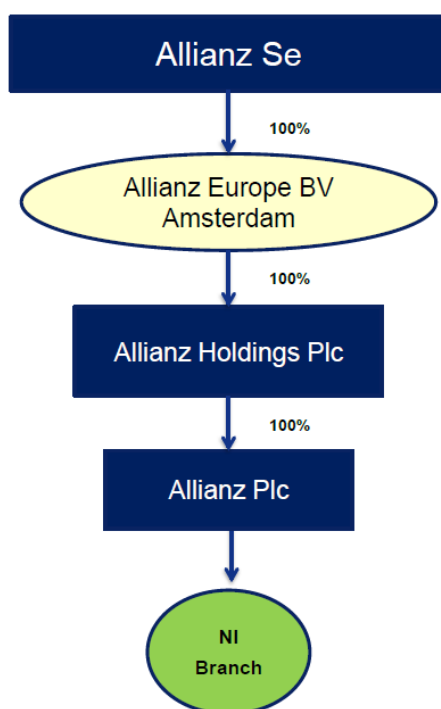 Allianz Se
100%
Allianz Europe BV
Amsterdam
100%
Allianz Holdings Plc
100%
Allianz Plc
NI
Branch